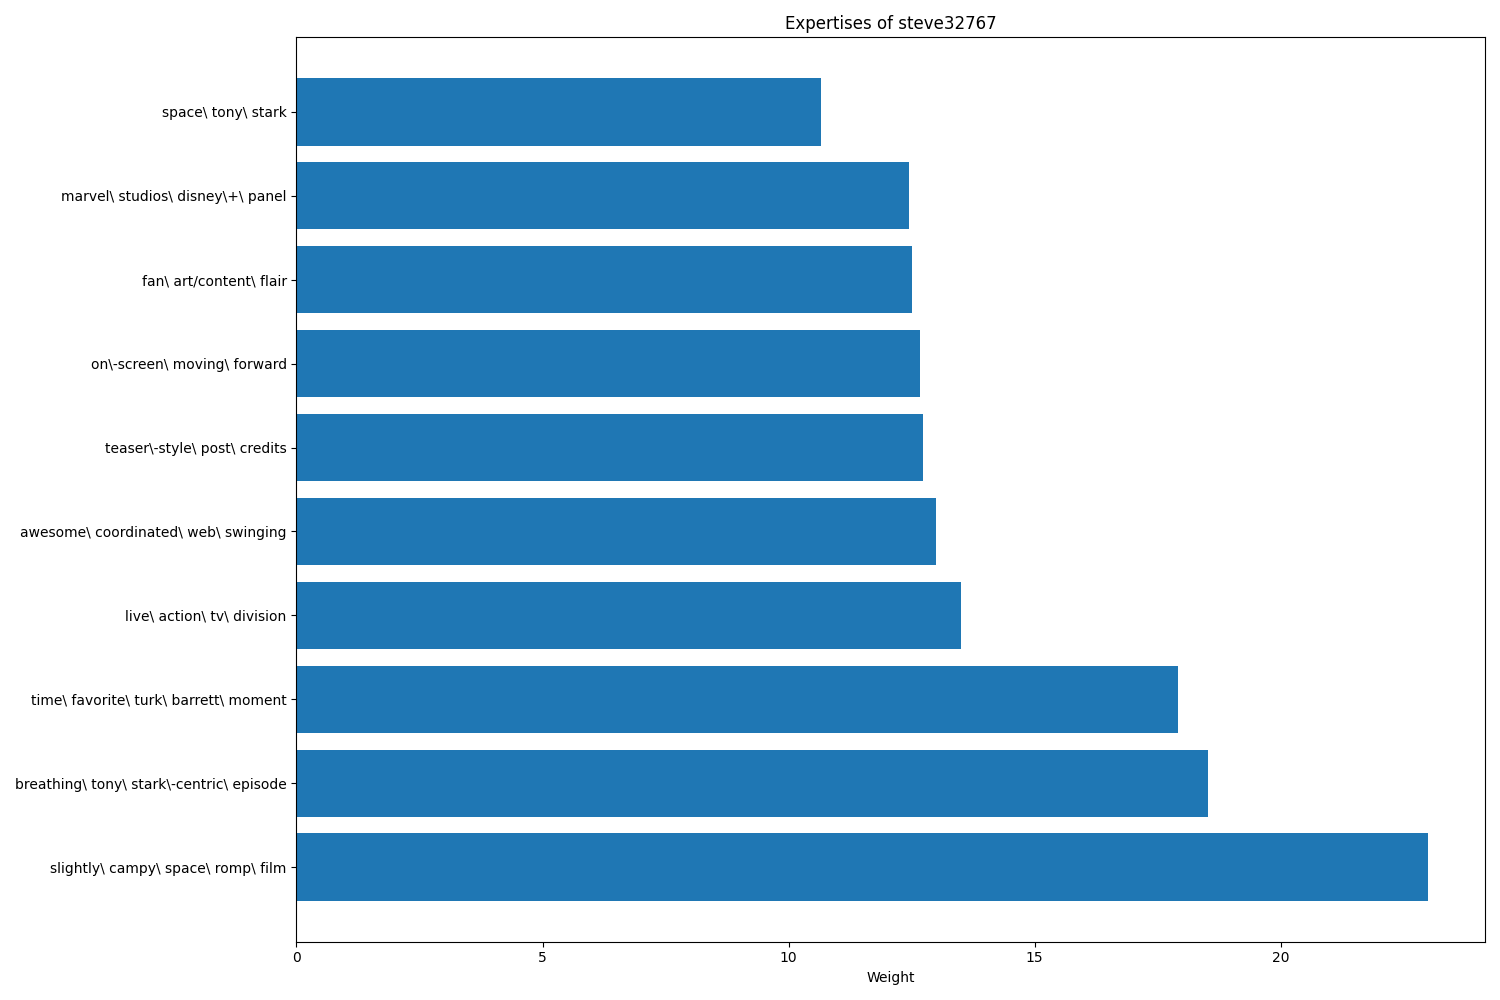 Expertises of steve32767
space\ tony\ stark
marvel\ studios\ disney\+\ panel
fan\ art/content\ flair
on\-screen\ moving\ forward
teaser\-style\ post\ credits
awesome\ coordinated\ web\ swinging
live\ action\ tv\ division
time\ favorite\ turk\ barrett\ moment
breathing\ tony\ stark\-centric\ episode
slightly\ campy\ space\ romp\ film
0 5 10 15 20
Weight